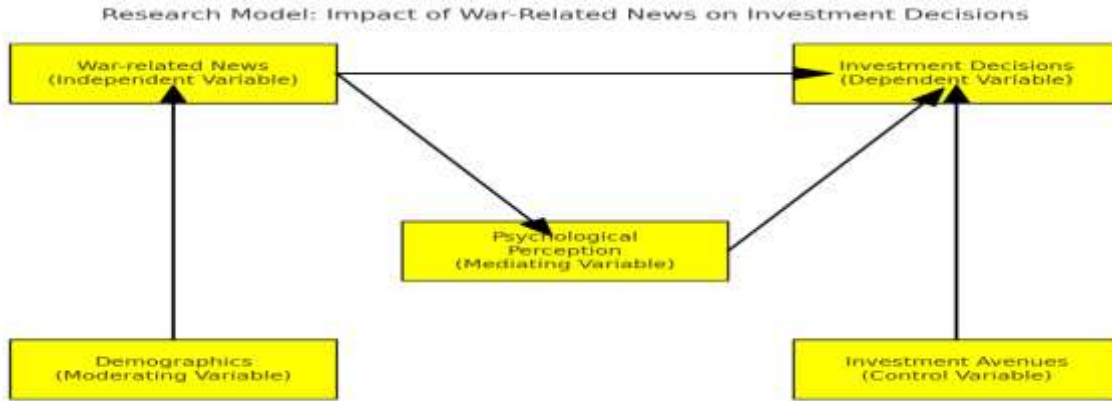 Research Model: Impact of War-Related News on Investment Decisions
War-related News
(Independent Variable)
Investment Decisions
(Dependent Variable)
Psychological
Perception
(Mediating Variable)
Demographics
(Moderating Variable)
Investment Avenues
(Control Variable)